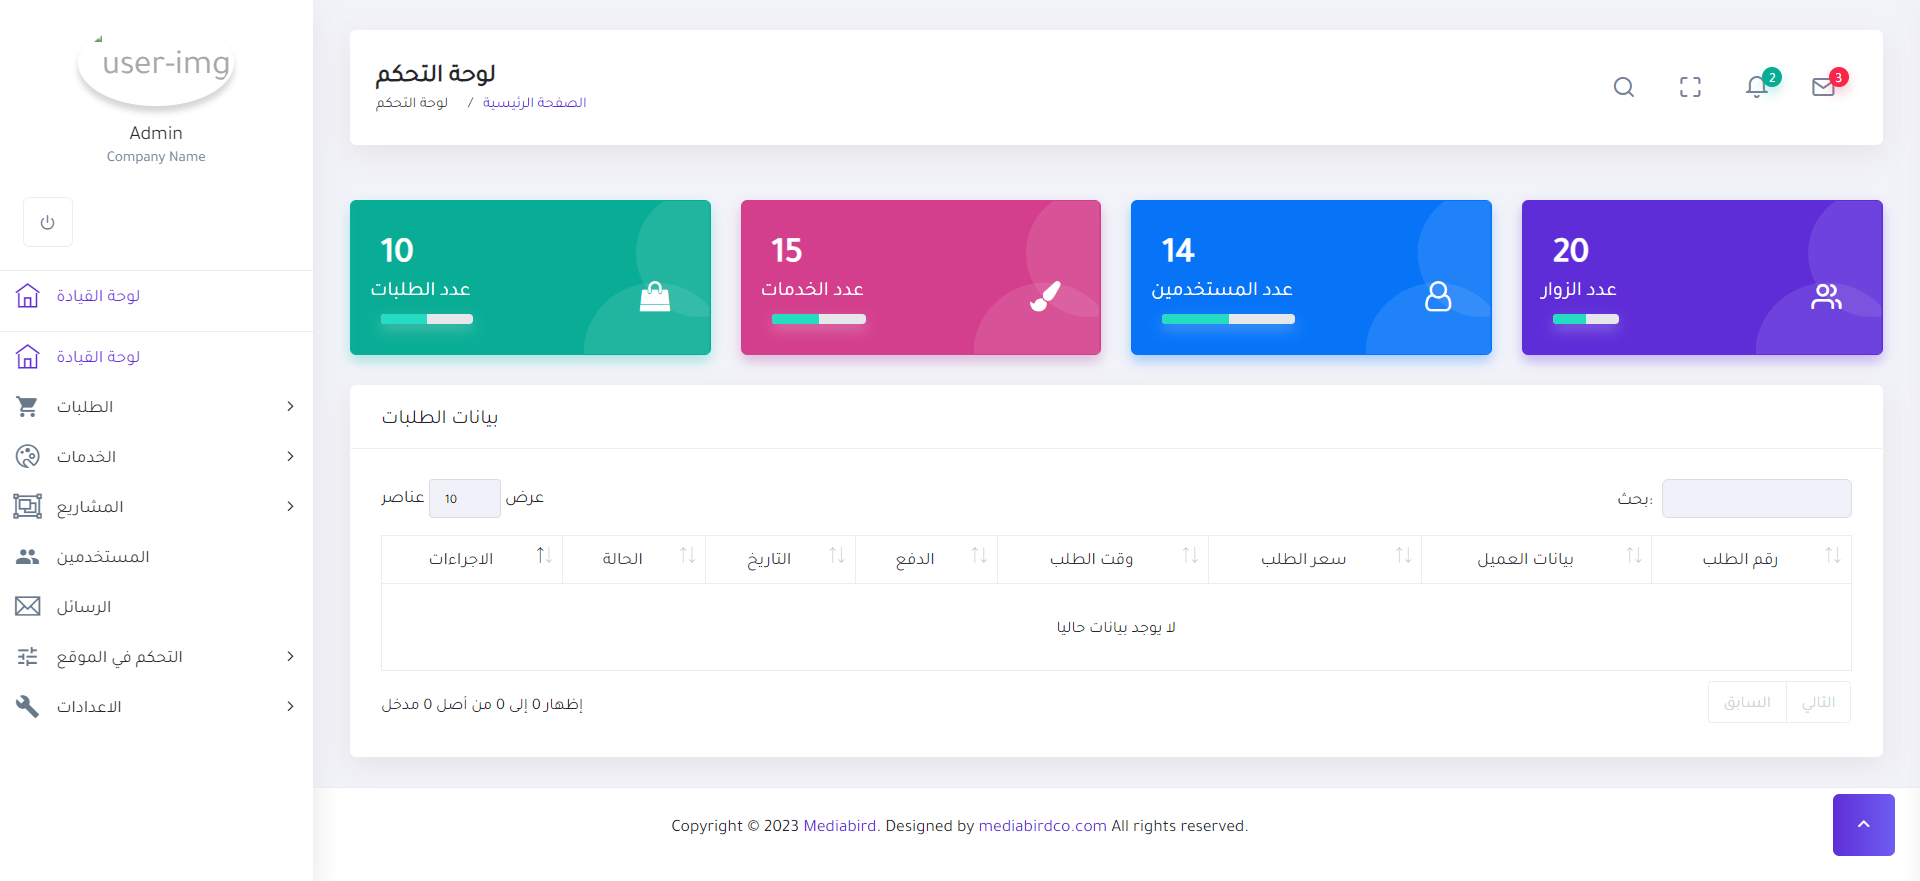 user-img
Admin
Company Name
لوحة القيادة
لوحة القيادة
الطلبات
الخدمات
المشاريع
المستخدمين
الرسائل
التحكم في الموقع
الاعدادات
لوحة التحكم
الصفحة الرئيسية / لوحة التحكم
2
3
10
عدد الطلبات
15
عدد الخدمات
14
عدد المستخدمين
20
عدد الزوار
بيانات الطلبات
عرض 10 عناصر
بحث:
رقم الطلب بيانات العميل سعر الطلب وقت الطلب الدفع التاريخ الحالة الاجراءات
لا يوجد بيانات حاليا
إظهار 0 إلى 0 من أصل 0 مدخل
السابق التالي
Copyright © 2023 Mediabird. Designed by mediabirdco.com All rights reserved.